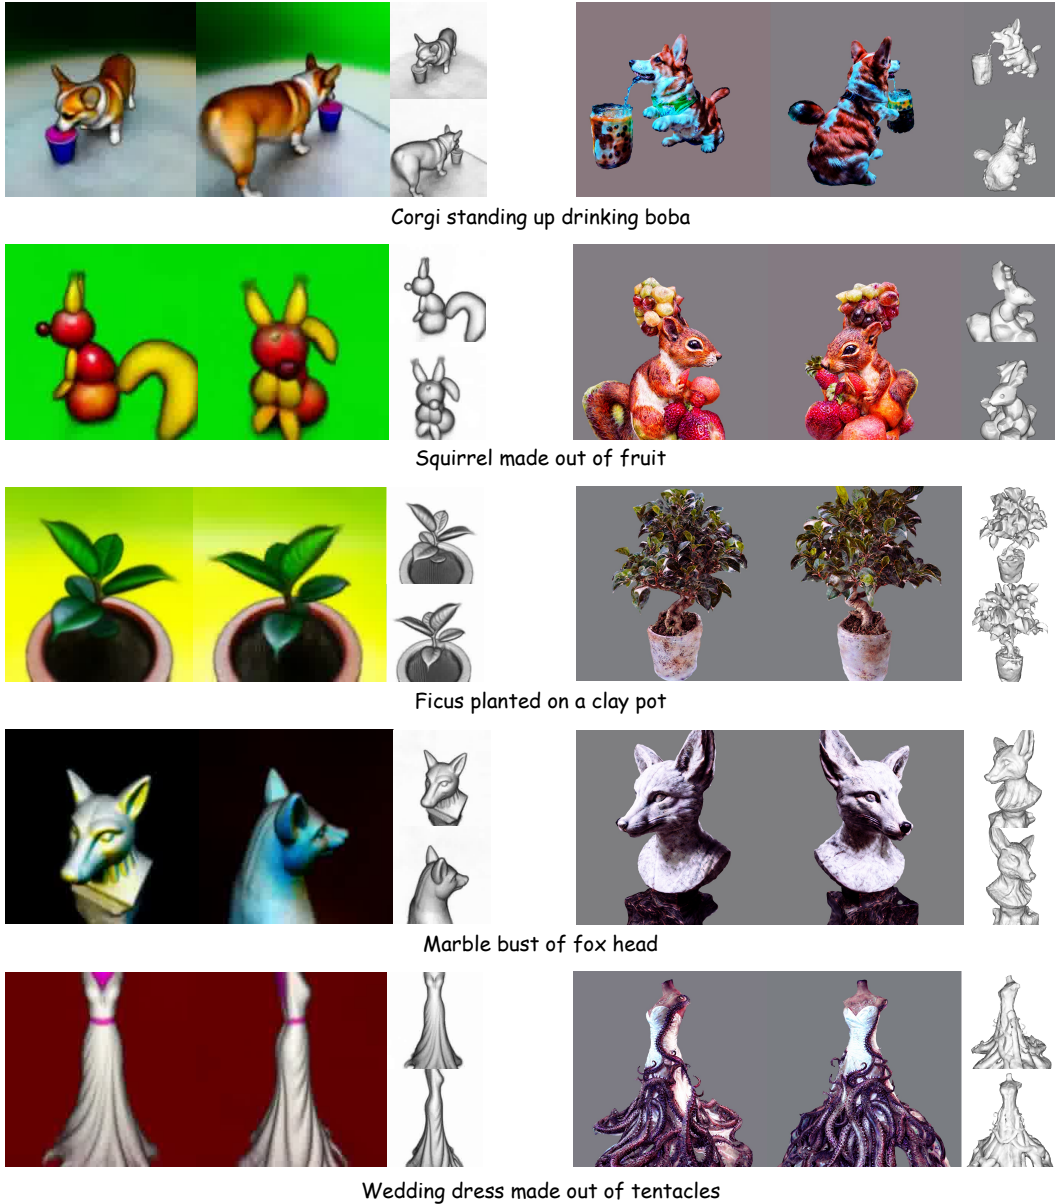 Corgi standing up drinking boba
Squirrel made out of fruit
Ficus planted on a clay pot
Marble bust of fox head
Wedding dress made out of tentacles